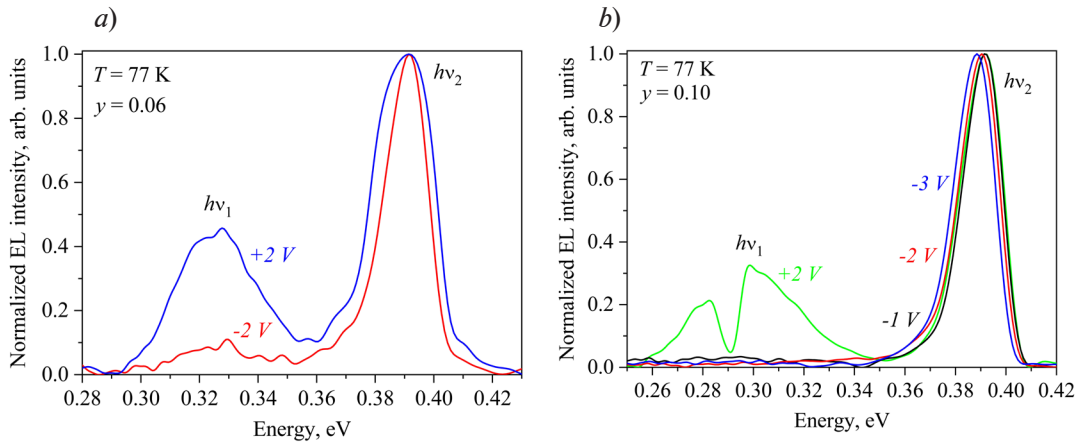 a)
Normalized EL intensity, arb. units
1.0
0.8
0.6
0.4
0.2
0.0
T = 77 K
y = 0.06
hν2
hν1
+2 V
-2 V
0.28 0.30 0.32 0.34 0.36 0.38 0.40 0.42
Energy, eV
b)
Normalized EL intensity, arb. units
1.0
0.8
0.6
0.4
0.2
0.0
T = 77 K
y = 0.10
hν2
-3 V
hν1
-2 V
+2 V
-1 V
0.26 0.28 0.30 0.32 0.34 0.36 0.38 0.40 0.42
Energy, eV